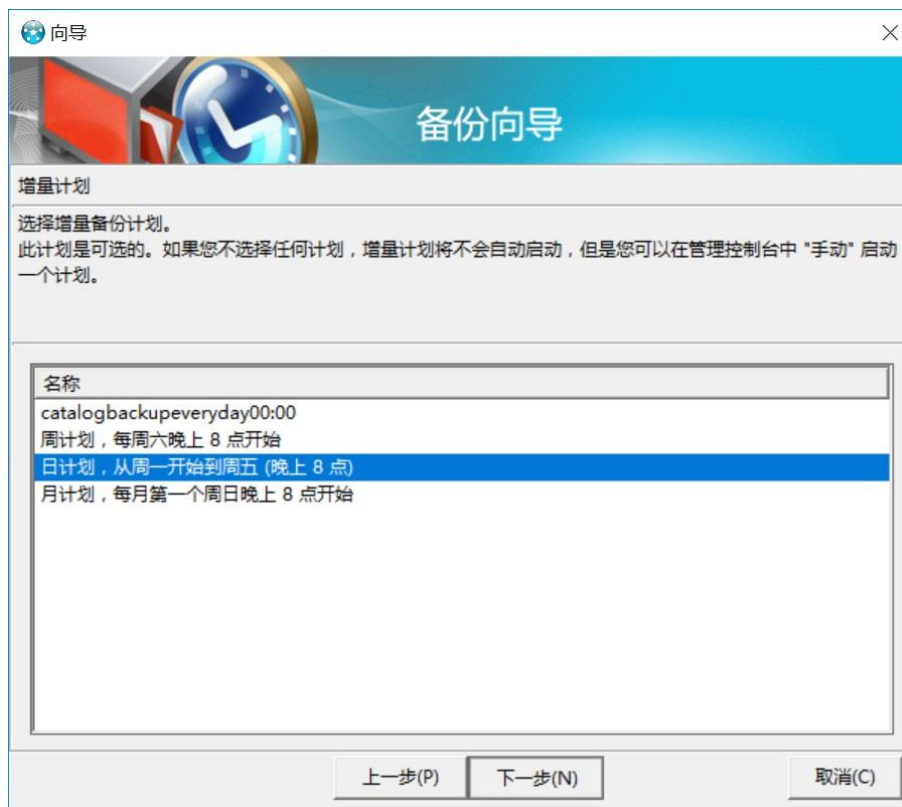 向导
备份向导
增量计划
选择增量备份计划。
此计划是可选的。如果您不选择任何计划，增量计划将不会自动启动，但是您可以在管理控制台中 "手动" 启动
一个计划。
名称
catalogbackupeveryday00:00
周计划，每周六晚上 8 点开始
日计划，从周一开始到周五 (晚上 8 点)
月计划，每月第一个周日晚上 8 点开始
上一步(P) 下一步(N) 取消(C)